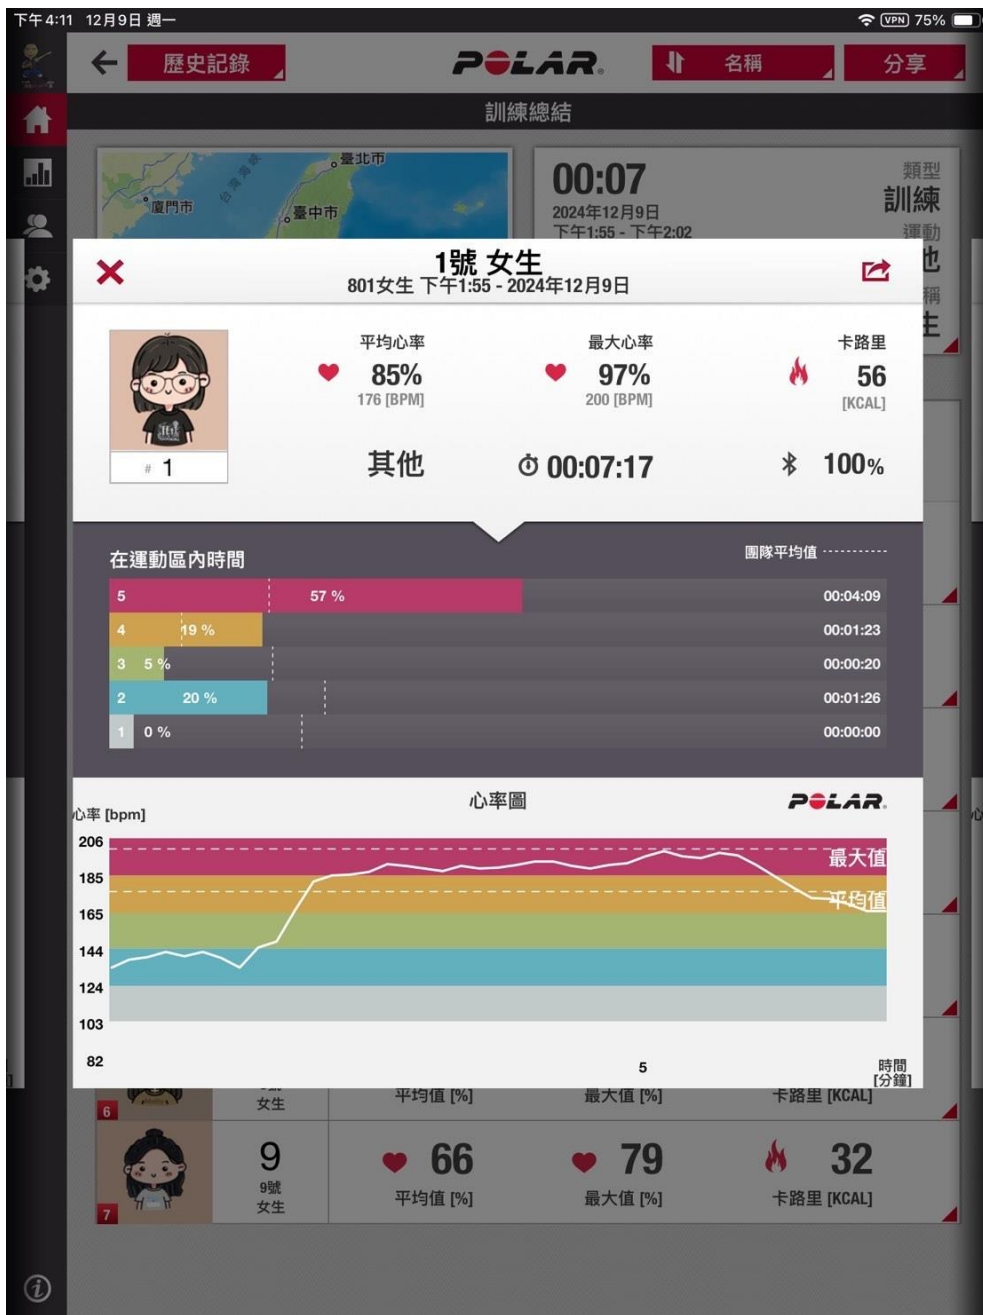 下午4:11 12月9日 週一
VPN 75%
歷史記錄
POLAR.
名稱
分享
訓練總結
臺北市
廈門市
台灣海峽
臺中市
00:07
2024年12月9日
下午1:55 - 下午2:02
類型
訓練
運動
他
稱
生
1號 女生
801女生 下午1:55 - 2024年12月9日
平均心率
85%
176 [BPM]
最大心率
97%
200 [BPM]
卡路里
56
[KCAL]
# 1
其他
00:07:17
100%
在運動區內時間
團隊平均值
5 57 % 00:04:09
4 19 % 00:01:23
3 5 % 00:00:20
2 20 % 00:01:26
1 0 % 00:00:00
心率 [bpm]
心率圖
POLAR.
206
185
165
144
124
103
82
最大值
平均值
5
時間
[分鐘]
6
女生
平均值 [%]
最大值 [%]
卡路里 [KCAL]
7
9
9號
女生
66
平均值 [%]
79
最大值 [%]
32
卡路里 [KCAL]